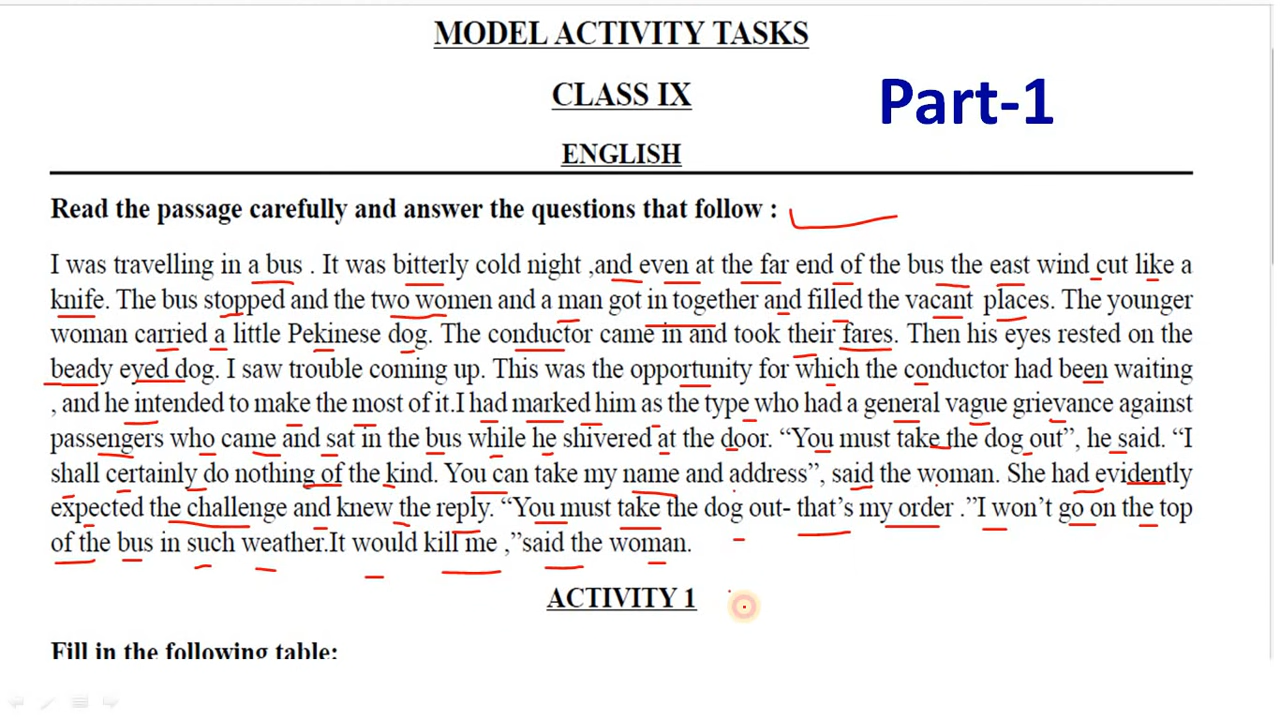 MODEL ACTIVITY TASKS
CLASS IX
Part-1
ENGLISH
Read the passage carefully and answer the questions that follow :
I was travelling in a bus . It was bitterly cold night ,and even at the far end of the bus the east wind cut like a
knife. The bus stopped and the two women and a man got in together and filled the vacant places. The younger
woman carried a little Pekinese dog. The conductor came in and took their fares. Then his eyes rested on the
beady eyed dog. I saw trouble coming up. This was the opportunity for which the conductor had been waiting
, and he intended to make the most of it.I had marked him as the type who had a general vague grievance against
passengers who came and sat in the bus while he shivered at the door. “You must take the dog out”, he said. “I
shall certainly do nothing of the kind. You can take my name and address”, said the woman. She had evidently
expected the challenge and knew the reply. “You must take the dog out- that’s my order .”I won’t go on the top
of the bus in such weather.It would kill me ,”said the woman.
ACTIVITY 1
Fill in the following table: